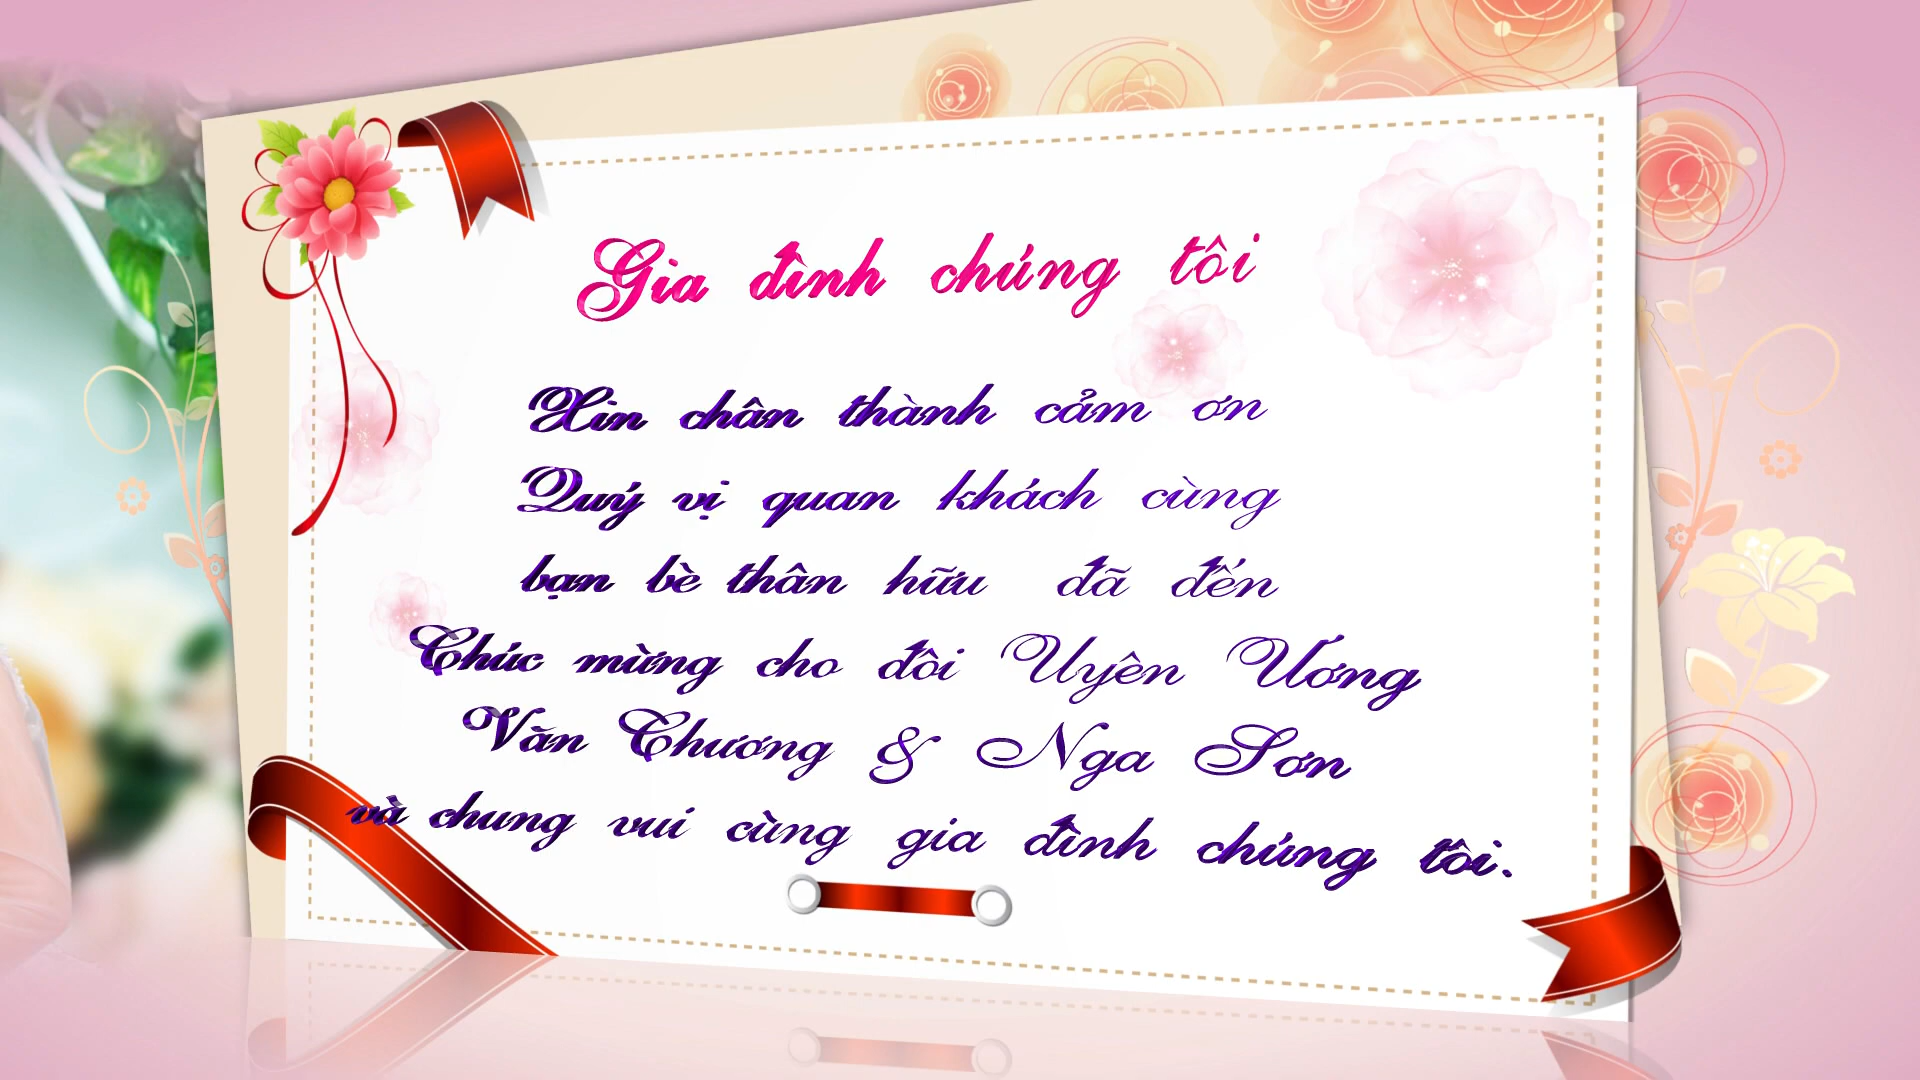 Gia đình chúng tôi
Xin chân thành cảm ơn
Quý vị quan khách cùng
bạn bè thân hữu đã đến
Chúc mừng cho đôi Uyên Ương
Văn Chương & Nga Sơn
và chung vui cùng gia đình chúng tôi.